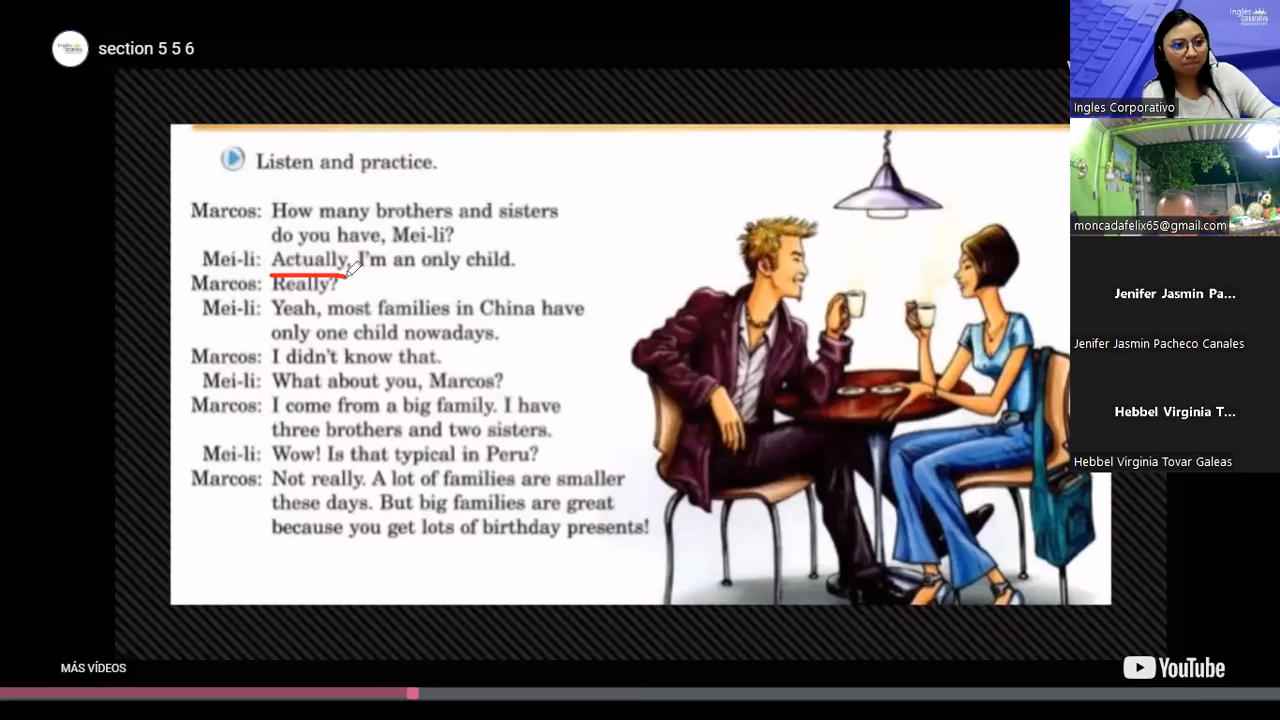 section 5 5 6
Listen and practice.
Marcos: How many brothers and sisters
do you have, Mei-li?
Mei-li: Actually, I'm an only child.
Marcos: Really?
Mei-li: Yeah, most families in China have
only one child nowadays.
Marcos: I didn't know that.
Mei-li: What about you, Marcos?
Marcos: I come from a big family. I have
three brothers and two sisters.
Mei-li: Wow! Is that typical in Peru?
Marcos: Not really. A lot of families are smaller
these days. But big families are great
because you get lots of birthday presents!
MÁS VÍDEOS
YouTube
Inglés
Corporativo
Ingles Corporativo
moncadafelix65@gmail.com
Jenifer Jasmin Pa...
Jenifer Jasmin Pacheco Canales
Hebbel Virginia T...
Hebbel Virginia Tovar Galeas